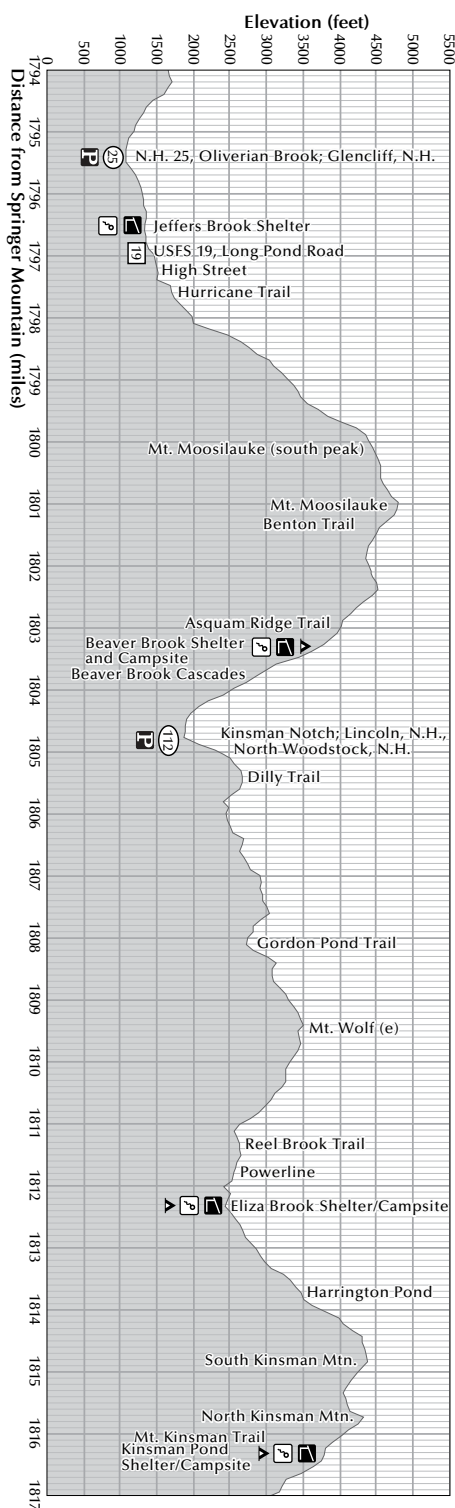 Elevation (feet)
0
500
1000
1500
2000
2500
3000
3500
4000
4500
5000
5500
Distance from Springer Mountain (miles)
1794
1795
P 25 N.H. 25, Oliverian Brook; Glencliff, N.H.
1796
Jeffers Brook Shelter
19 USFS 19, Long Pond Road
1797
High Street
Hurricane Trail
1798
1799
1800
Mt. Moosilauke (south peak)
1801
Mt. Moosilauke
Benton Trail
1802
1803
Asquam Ridge Trail
Beaver Brook Shelter
and Campsite
Beaver Brook Cascades
1804
P 112 Kinsman Notch; Lincoln, N.H.,
North Woodstock, N.H.
1805
Dilly Trail
1806
1807
1808
Gordon Pond Trail
1809
Mt. Wolf (e)
1810
1811
Reel Brook Trail
Powerline
1812
Eliza Brook Shelter/Campsite
1813
Harrington Pond
1814
South Kinsman Mtn.
1815
North Kinsman Mtn.
1816
Mt. Kinsman Trail
Kinsman Pond
Shelter/Campsite
1817